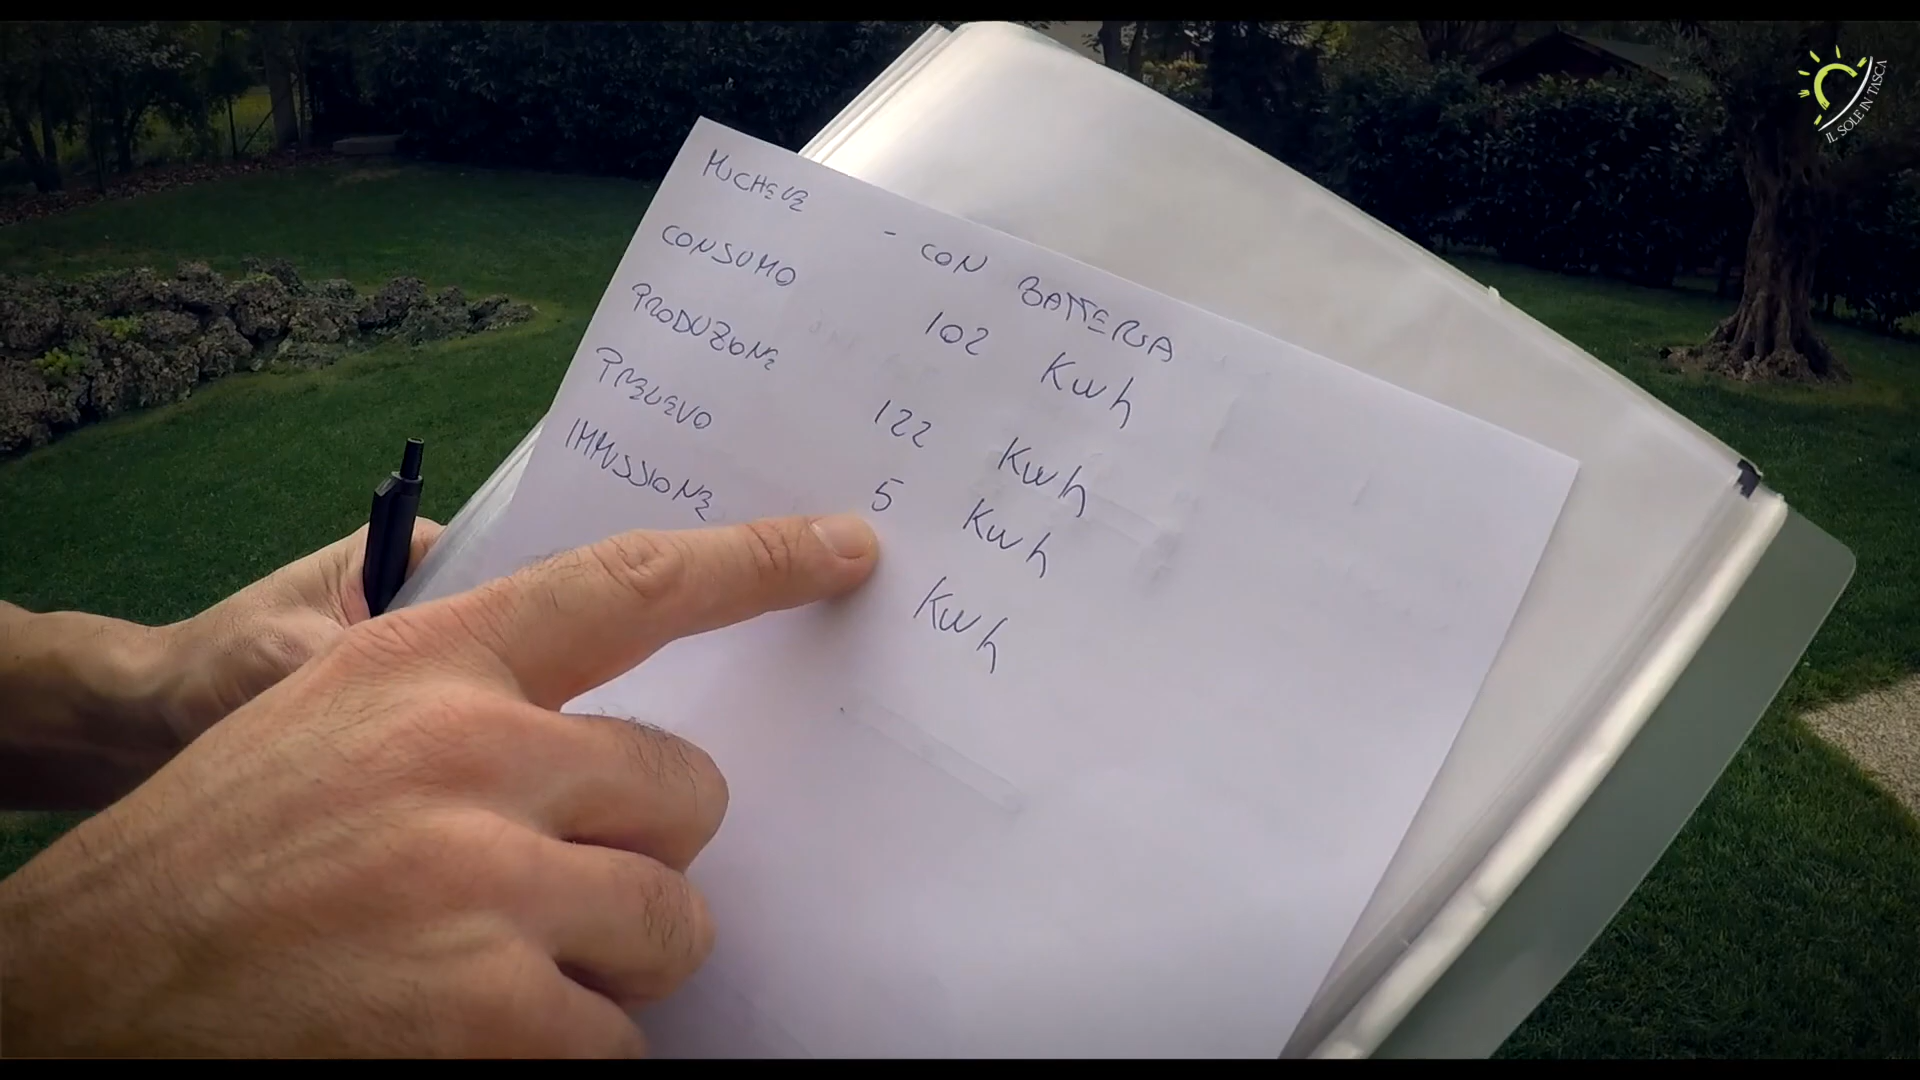 MICHELE - CON BATTERIA
CONSUMO 102 Kwh
PRODUZIONE 122 Kwh
PRELIEVO 5 Kwh
IMMISSIONE Kwh
IL SOLE IN TASCA